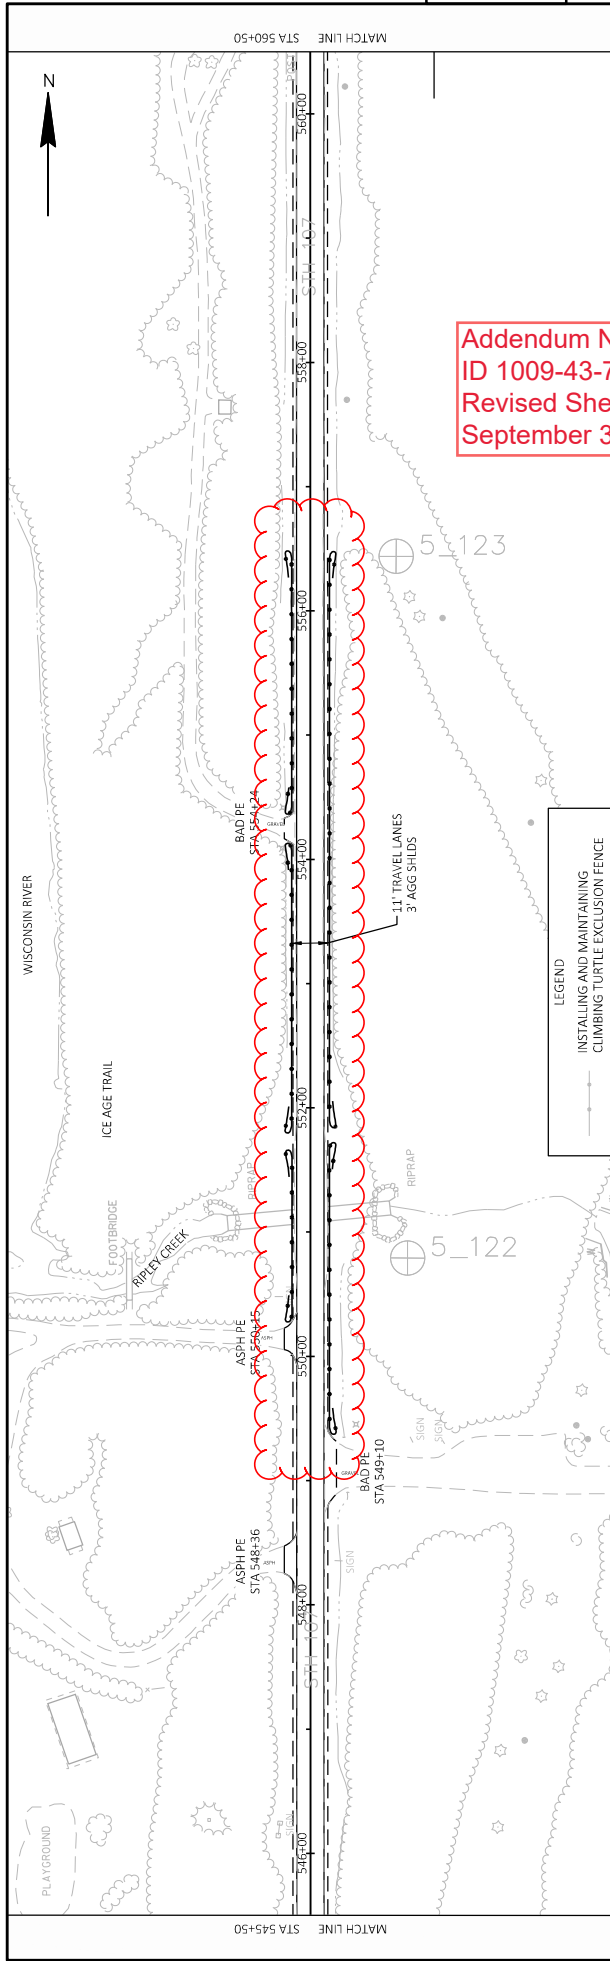 STA 560+50
MATCH LINE
N
560+00
STH 107
558+00
Addendum N
ID 1009-43-7
Revised She
September 3
5_123
556+00
BAD PE
STA 554+24
GRAVEL
554+00
11' TRAVEL LANES
3' AGG SHLDS
WISCONSIN RIVER
LEGEND
INSTALLING AND MAINTAINING
CLIMBING TURTLE EXCLUSION FENCE
ICE AGE TRAIL
552+00
RIPRAP
RIPRAP
FOOTBRIDGE
RIPLEY CREEK
5_122
ASPH PE
STA 550+15
ASPH
550+00
SIGN
SIGN
BAD PE
STA 549+10
GRAVEL
ASPH PE
STA 548+36
ASPH
SIGN
548+00
STH 107
SIGN
546+00
PLAYGROUND
STA 545+50
MATCH LINE